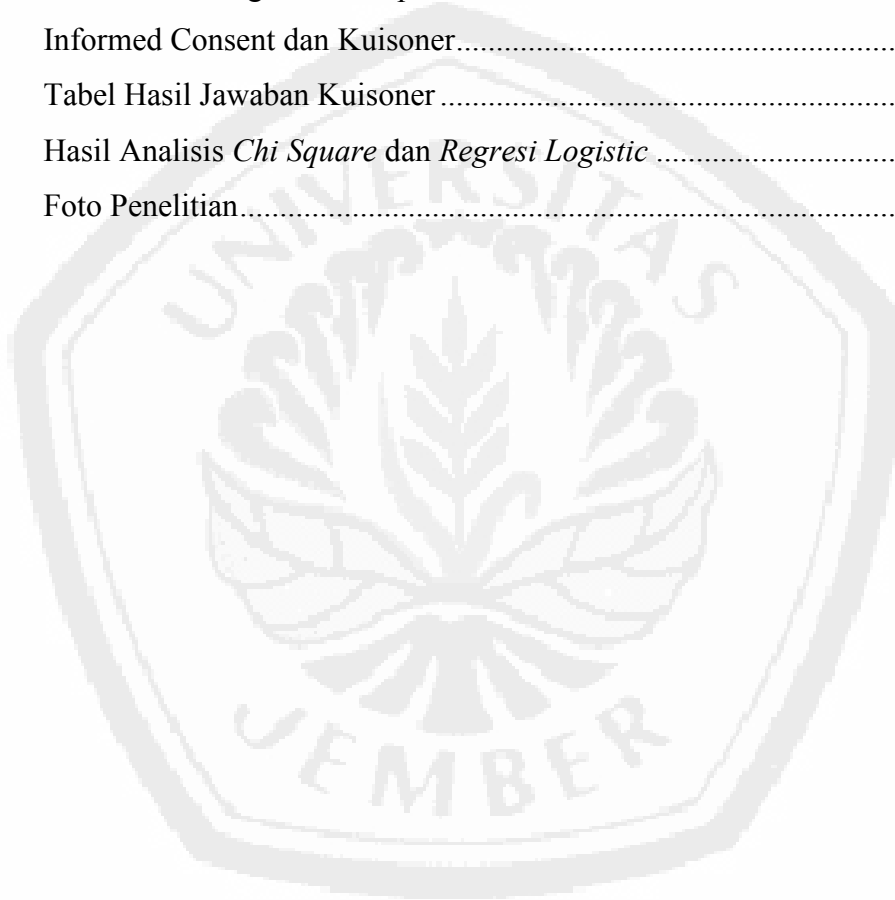 Informed Consent dan Kuisoner.......................................................
Tabel Hasil Jawaban Kuisoner.........................................................
Hasil Analisis Chi Square dan Regresi Logistic..............................
Foto Penelitian.................................................................................
UNIVERSITAS
JEMBER